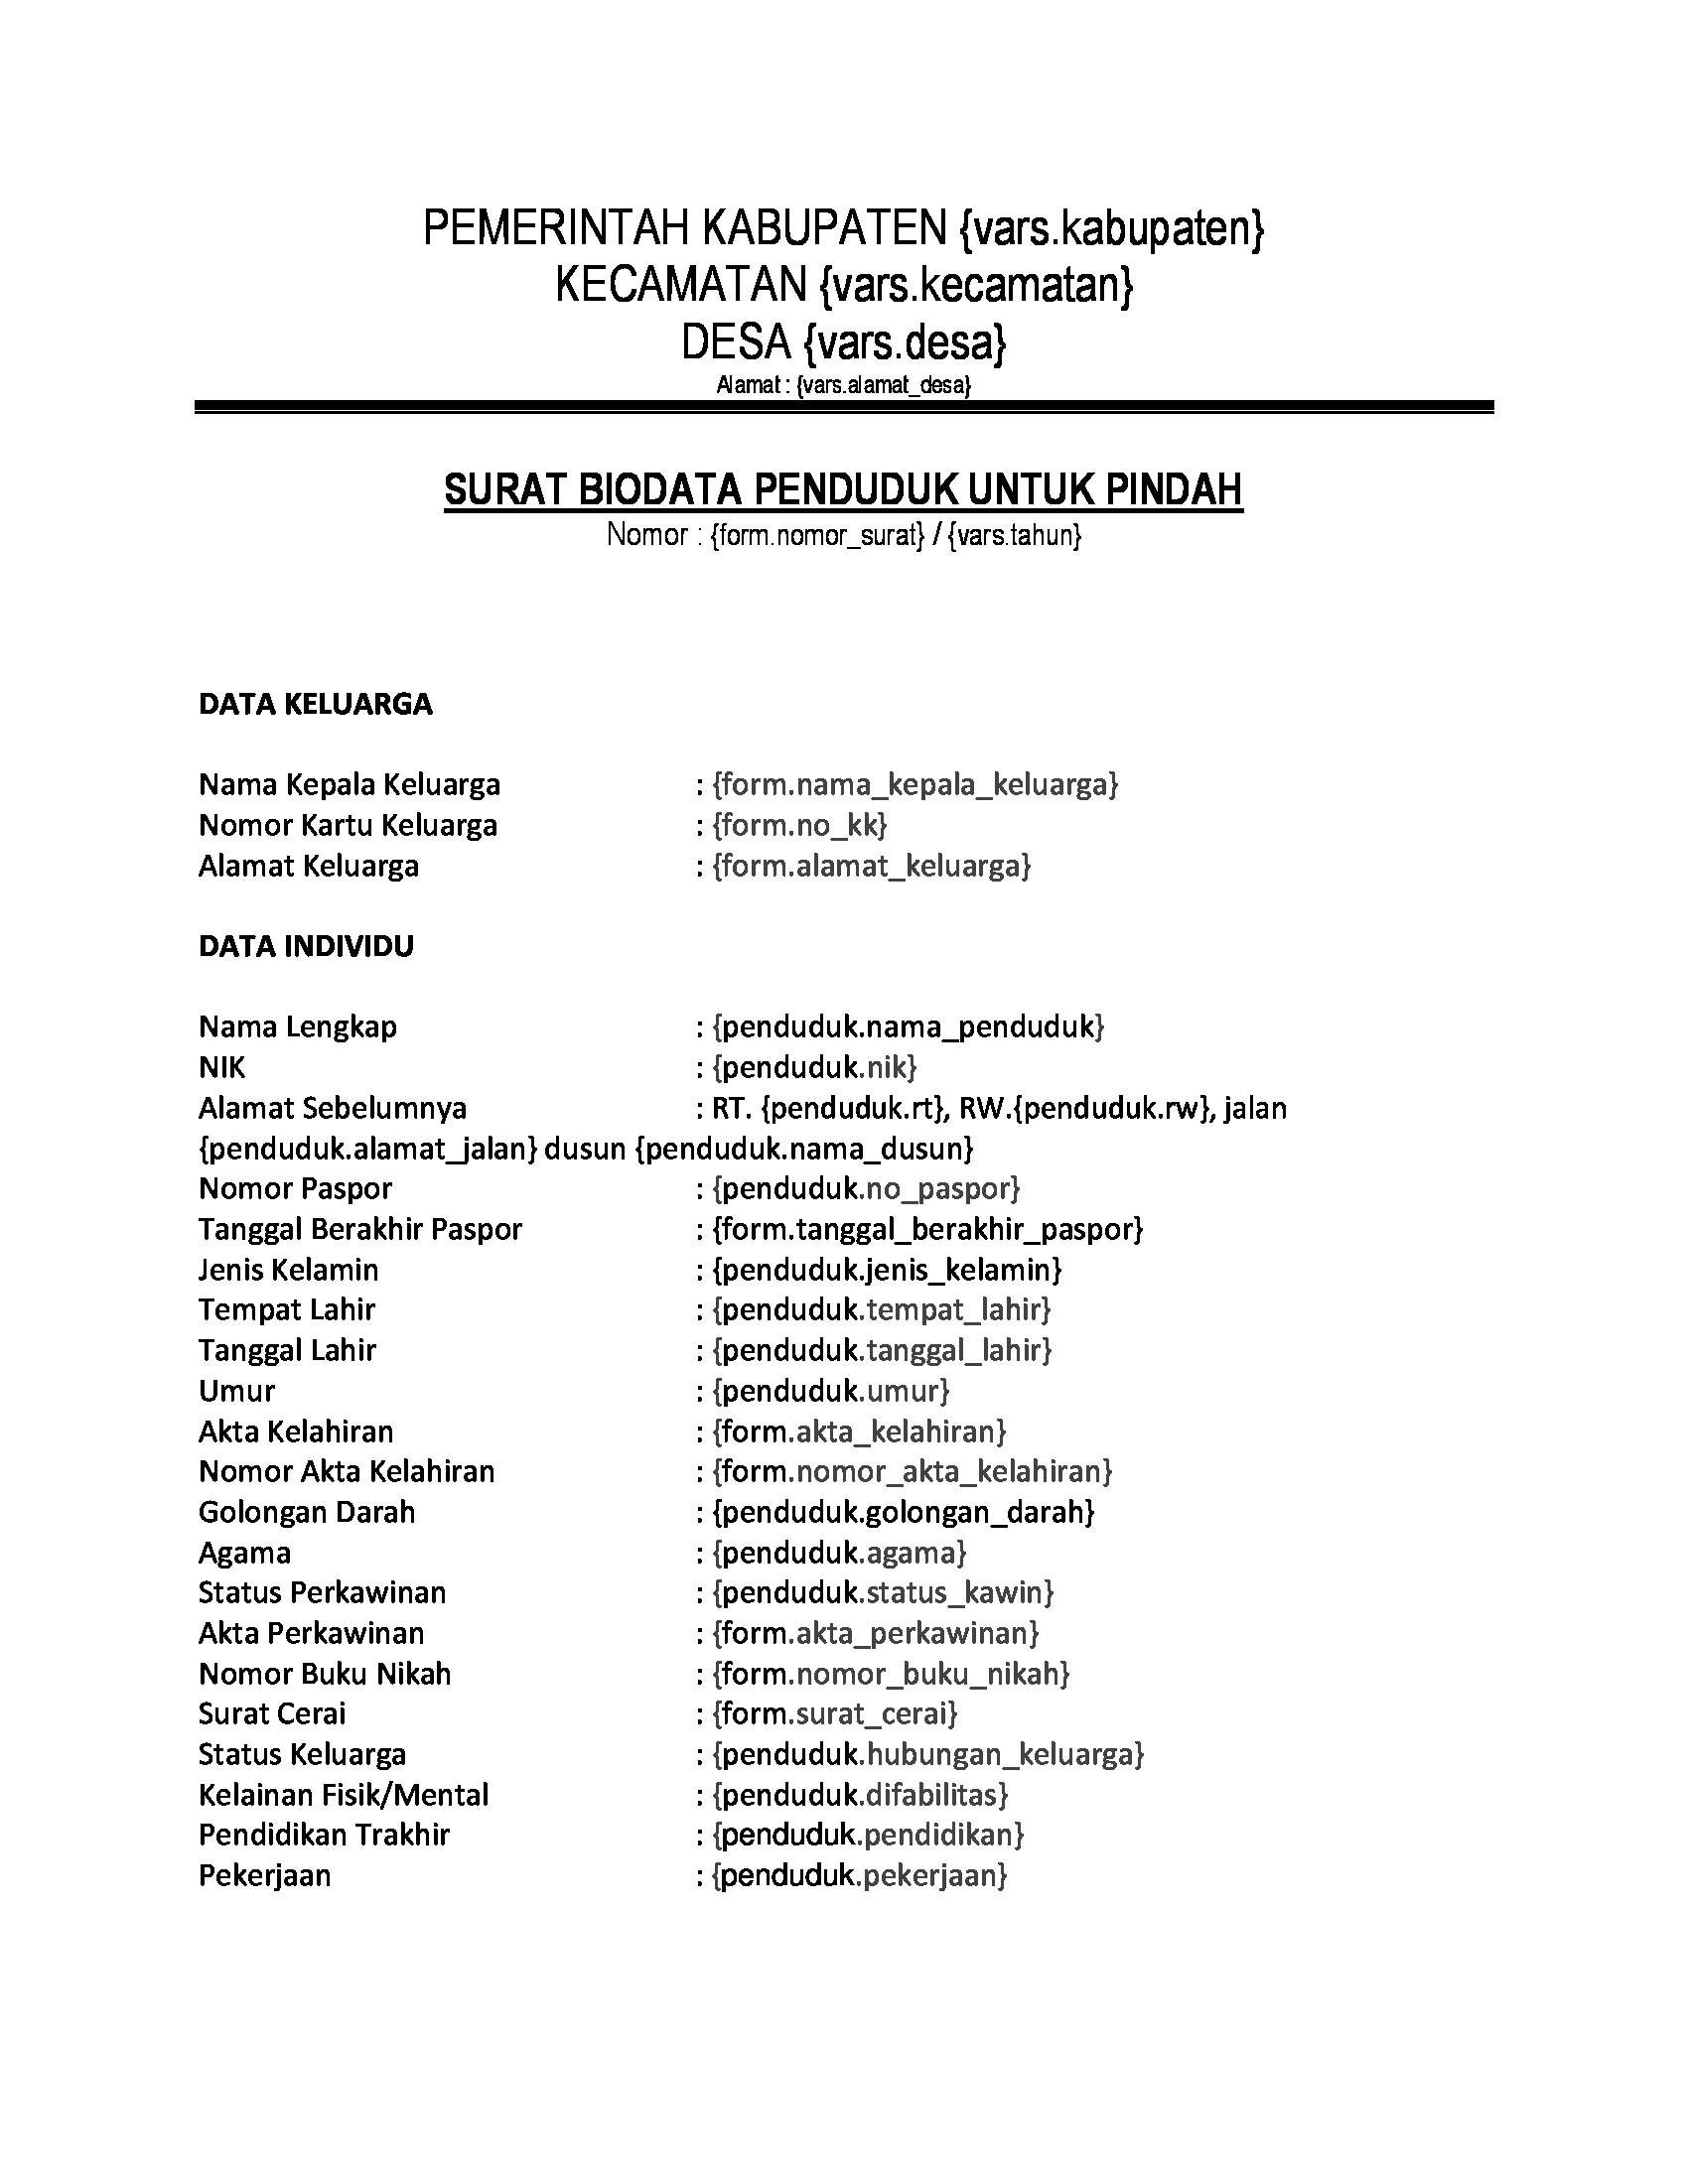 PEMERINTAH KABUPATEN {vars.kabupaten}
KECAMATAN {vars.kecamatan}
DESA {vars.desa}
Alamat : {vars.alamat_desa}
SURAT BIODATA PENDUDUK UNTUK PINDAH
Nomor : {form.nomor_surat} / {vars.tahun}
DATA KELUARGA
Nama Kepala Keluarga : {form.nama_kepala_keluarga}
Nomor Kartu Keluarga : {form.no_kk}
Alamat Keluarga : {form.alamat_keluarga}
DATA INDIVIDU
Nama Lengkap : {penduduk.nama_penduduk}
NIK : {penduduk.nik}
Alamat Sebelumnya : RT. {penduduk.rt}, RW.{penduduk.rw}, jalan
{penduduk.alamat_jalan} dusun {penduduk.nama_dusun}
Nomor Paspor : {penduduk.no_paspor}
Tanggal Berakhir Paspor : {form.tanggal_berakhir_paspor}
Jenis Kelamin : {penduduk.jenis_kelamin}
Tempat Lahir : {penduduk.tempat_lahir}
Tanggal Lahir : {penduduk.tanggal_lahir}
Umur : {penduduk.umur}
Akta Kelahiran : {form.akta_kelahiran}
Nomor Akta Kelahiran : {form.nomor_akta_kelahiran}
Golongan Darah : {penduduk.golongan_darah}
Agama : {penduduk.agama}
Status Perkawinan : {penduduk.status_kawin}
Akta Perkawinan : {form.akta_perkawinan}
Nomor Buku Nikah : {form.nomor_buku_nikah}
Surat Cerai : {form.surat_cerai}
Status Keluarga : {penduduk.hubungan_keluarga}
Kelainan Fisik/Mental : {penduduk.difabilitas}
Pendidikan Trakhir : {penduduk.pendidikan}
Pekerjaan : {penduduk.pekerjaan}